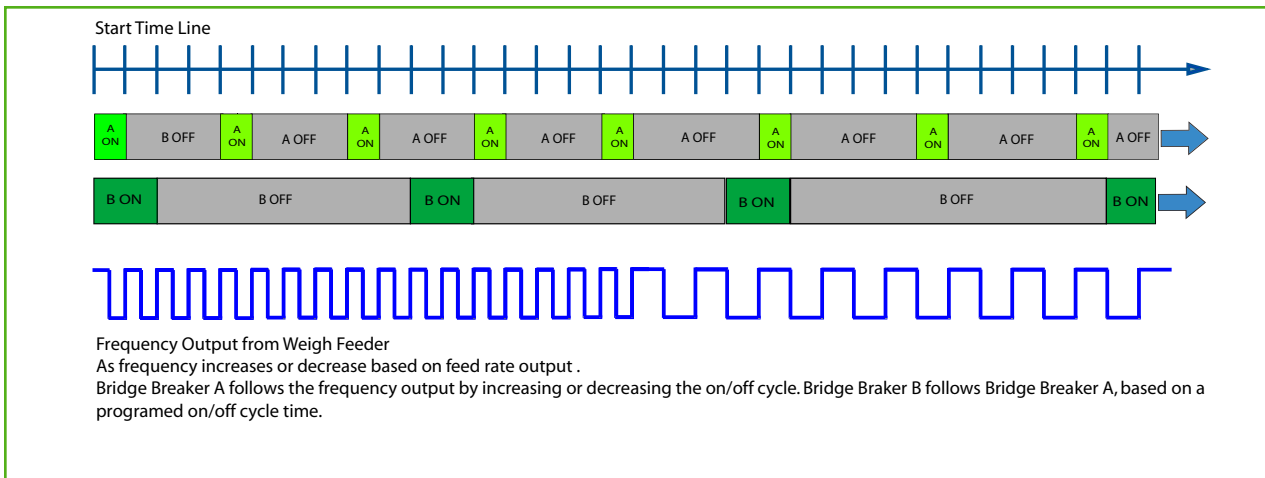 Start Time Line
A ON B OFF A ON A OFF A ON A OFF A ON A OFF A ON A OFF A ON A OFF A ON A OFF A ON A OFF
B ON B OFF B ON B OFF B ON B OFF B ON
Frequency Output from Weigh Feeder
As frequency increases or decrease based on feed rate output .
Bridge Breaker A follows the frequency output by increasing or decreasing the on/off cycle. Bridge Braker B follows Bridge Breaker A, based on a
programed on/off cycle time.